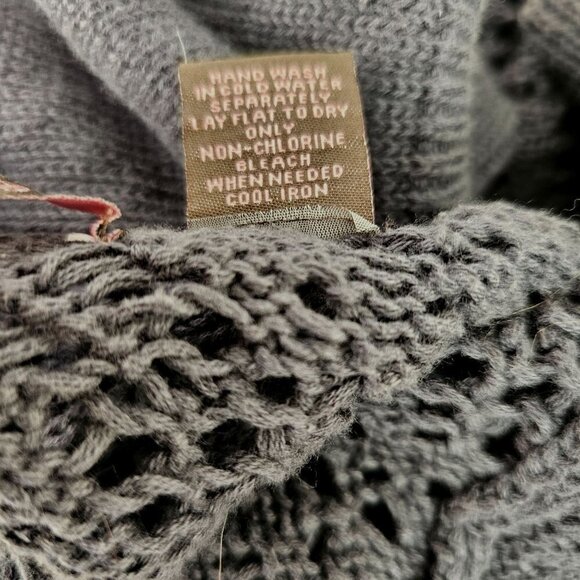 HAND WASH
IN COLD WATER
SEPARATELY
LAY FLAT TO DRY
ONLY
NON-CHLORINE
BLEACH
WHEN NEEDED
COOL IRON